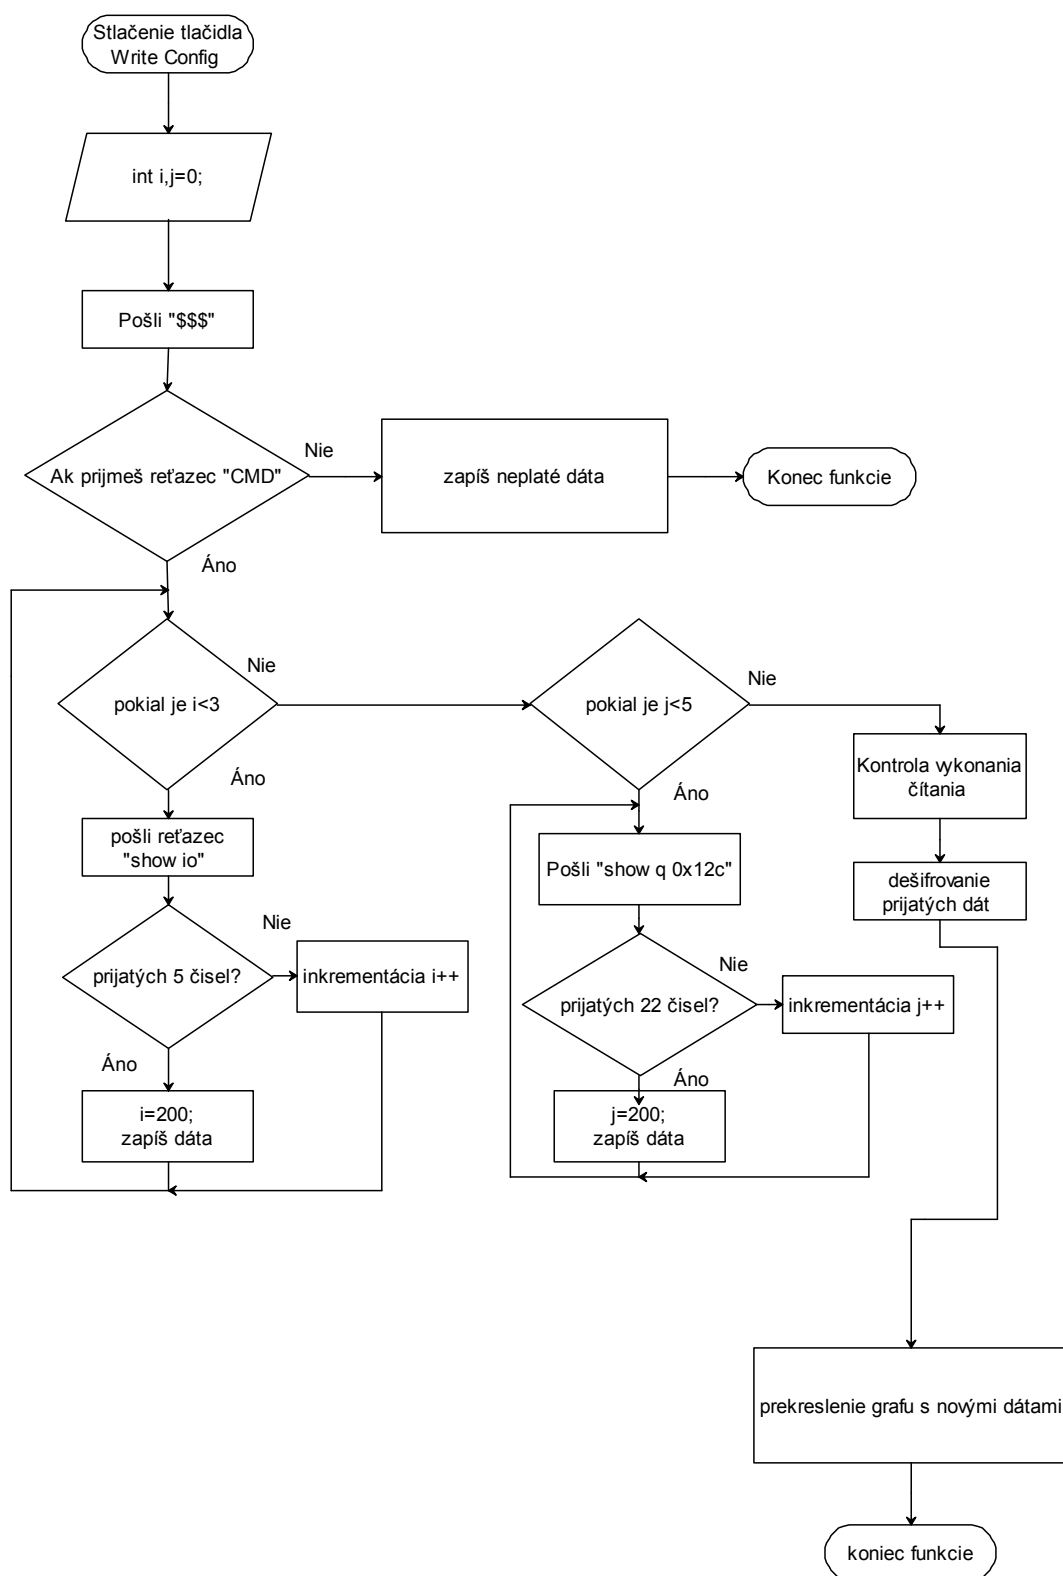 Stlačenie tlačidla
Write Config
int i,j=0;
Pošli "$$$"
Ak prijmeš reťazec "CMD"
Nie
zapíš neplaté dáta
Konec funkcie
Áno
pokial je i<3
Nie
pokial je j<5
Nie
Áno
pošli reťazec
"show io"
prijatých 5 čisel?
Nie
inkrementácia i++
Áno
i=200;
zapíš dáta
Áno
Pošli "show q 0x12c"
prijatých 22 čisel?
Nie
inkrementácia j++
Áno
j=200;
zapíš dáta
Kontrola vykonania
čítania
dešifrovanie
prijatých dát
prekreslenie grafu s novými dátami
koniec funkcie